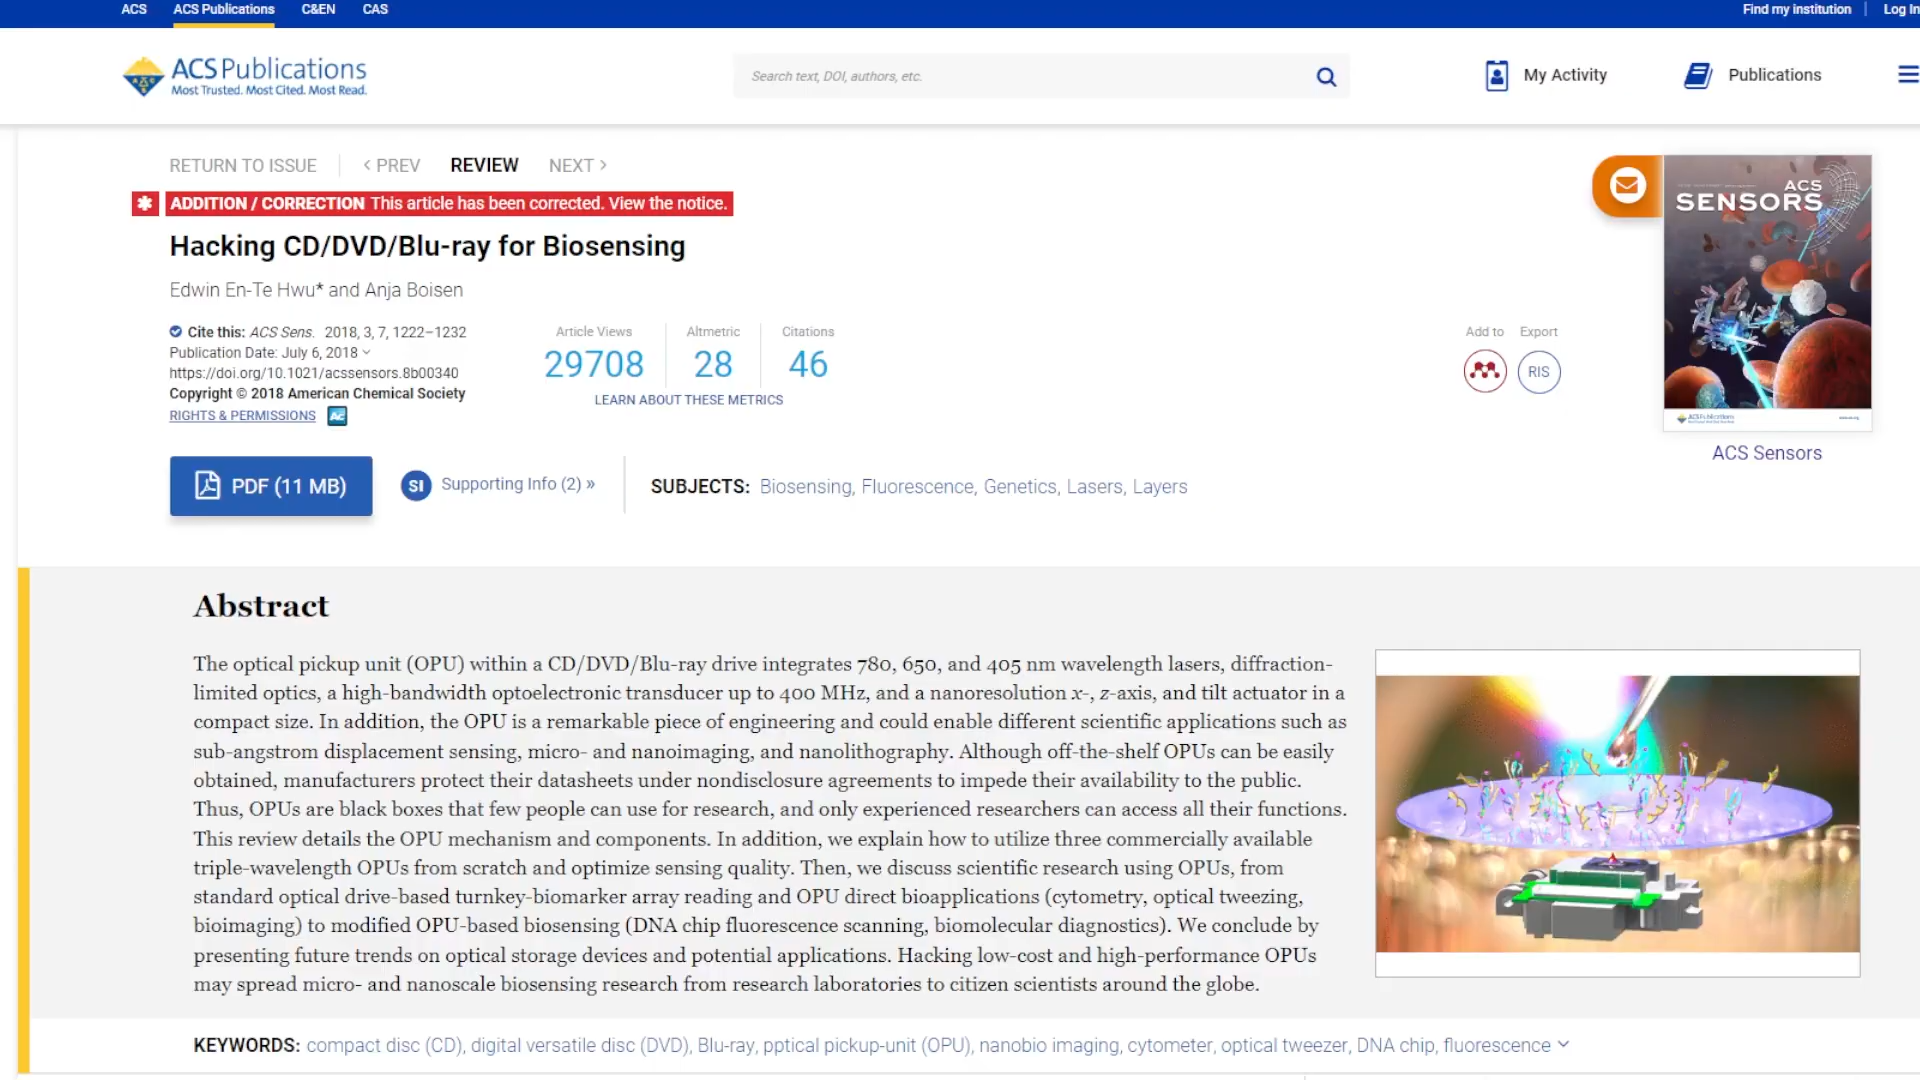 ACS ACS Publications C&EN CAS Find my institution Log In
ACS Publications
Most Trusted. Most Cited. Most Read.
Search text, DOI, authors, etc.
My Activity Publications
RETURN TO ISSUE < PREV REVIEW NEXT >
ADDITION / CORRECTION This article has been corrected. View the notice.
Hacking CD/DVD/Blu-ray for Biosensing
Edwin En-Te Hwu* and Anja Boisen
Cite this: ACS Sens. 2018, 3, 7, 1222–1232
Publication Date: July 6, 2018
https://doi.org/10.1021/acssensors.8b00340
Copyright © 2018 American Chemical Society
RIGHTS & PERMISSIONS
Article Views Altmetric Citations
29708 28 46
LEARN ABOUT THESE METRICS
Add to Export
RIS
ACS
SENSORS
ACS Sensors
PDF (11 MB)
SI Supporting Info (2) »
SUBJECTS: Biosensing, Fluorescence, Genetics, Lasers, Layers
Abstract
The optical pickup unit (OPU) within a CD/DVD/Blu-ray drive integrates 780, 650, and 405 nm wavelength lasers, diffraction-
limited optics, a high-bandwidth optoelectronic transducer up to 400 MHz, and a nanoresolution x-, z-axis, and tilt actuator in a
compact size. In addition, the OPU is a remarkable piece of engineering and could enable different scientific applications such as
sub-angstrom displacement sensing, micro- and nanoimaging, and nanolithography. Although off-the-shelf OPUs can be easily
obtained, manufacturers protect their datasheets under nondisclosure agreements to impede their availability to the public.
Thus, OPUs are black boxes that few people can use for research, and only experienced researchers can access all their functions.
This review details the OPU mechanism and components. In addition, we explain how to utilize three commercially available
triple-wavelength OPUs from scratch and optimize sensing quality. Then, we discuss scientific research using OPUs, from
standard optical drive-based turnkey-biomarker array reading and OPU direct bioapplications (cytometry, optical tweezing,
bioimaging) to modified OPU-based biosensing (DNA chip fluorescence scanning, biomolecular diagnostics). We conclude by
presenting future trends on optical storage devices and potential applications. Hacking low-cost and high-performance OPUs
may spread micro- and nanoscale biosensing research from research laboratories to citizen scientists around the globe.
KEYWORDS: compact disc (CD), digital versatile disc (DVD), Blu-ray, pptical pickup-unit (OPU), nanobio imaging, cytometer, optical tweezer, DNA chip, fluorescence